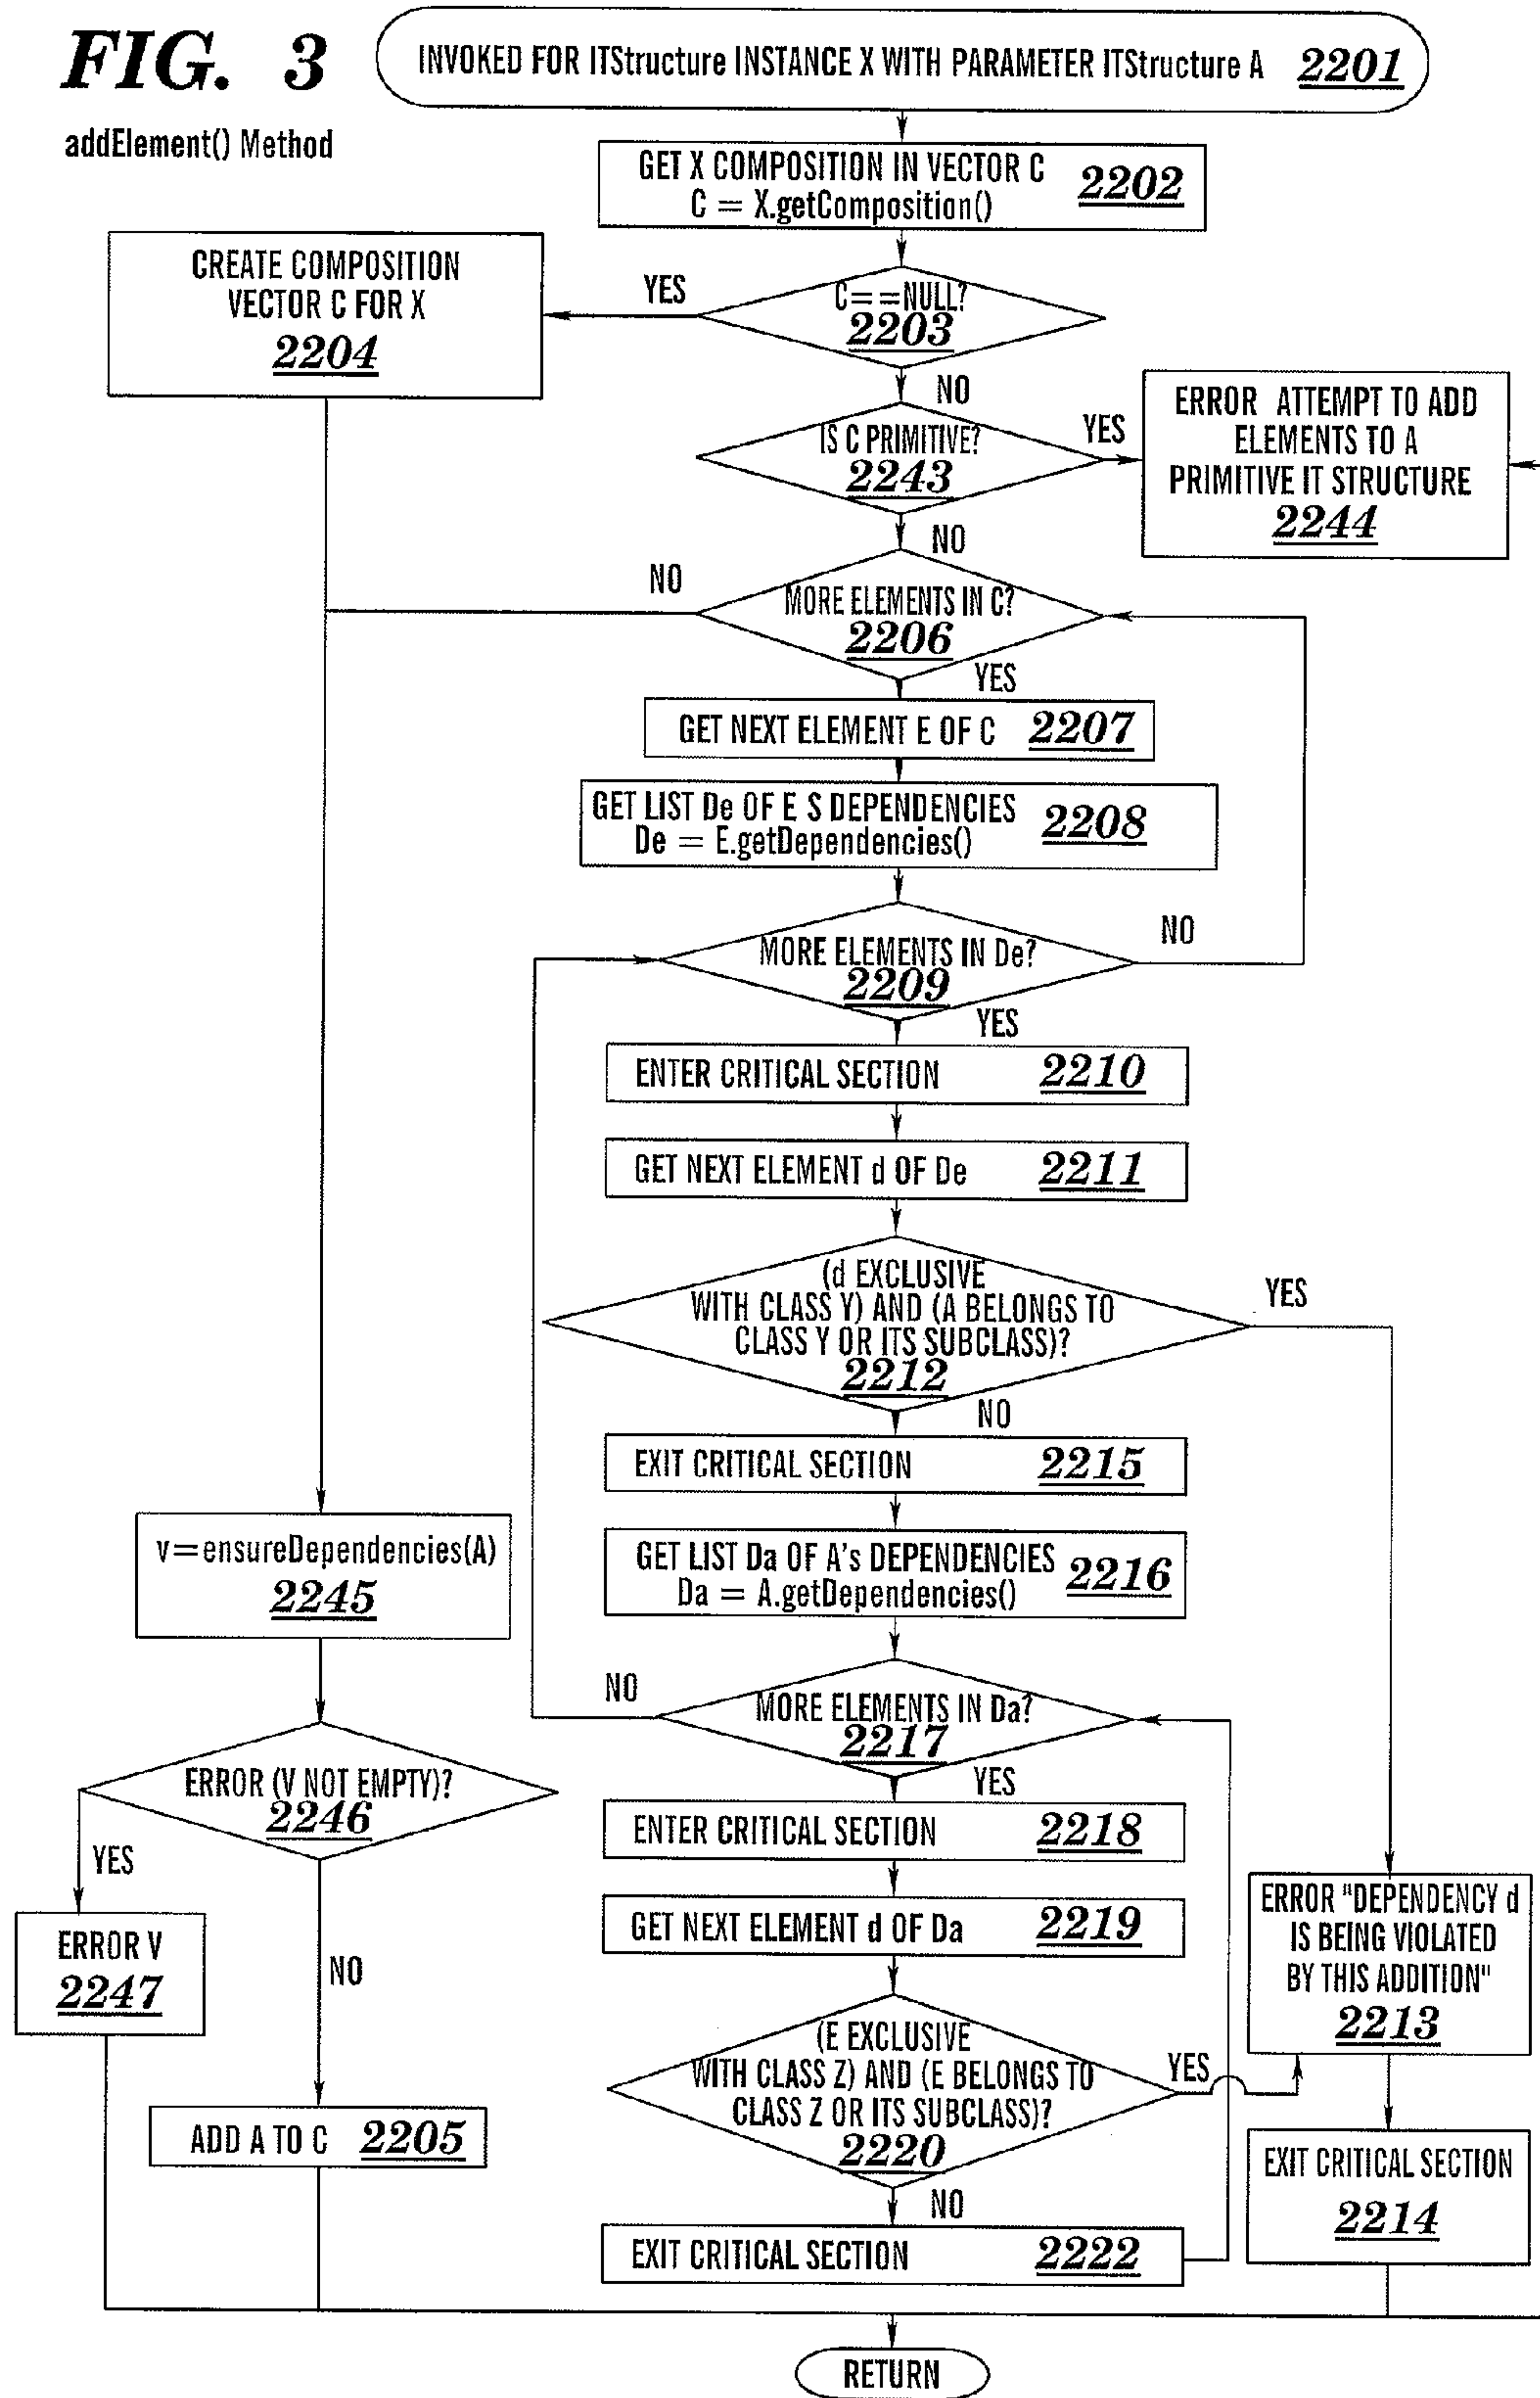 FIG. 3
addElement() Method
INVOKED FOR ITStructure INSTANCE X WITH PARAMETER ITStructure A 2201
GET X COMPOSITION IN VECTOR C
C = X.getComposition()
2202
C==NULL?
2203
YES
NO
CREATE COMPOSITION
VECTOR C FOR X
2204
IS C PRIMITIVE?
2243
YES
NO
ERROR ATTEMPT TO ADD
ELEMENTS TO A
PRIMITIVE IT STRUCTURE
2244
MORE ELEMENTS IN C?
2206
NO
YES
GET NEXT ELEMENT E OF C 2207
GET LIST De OF E S DEPENDENCIES
De = E.getDependencies()
2208
MORE ELEMENTS IN De?
2209
NO
YES
ENTER CRITICAL SECTION 2210
GET NEXT ELEMENT d OF De 2211
(d EXCLUSIVE
WITH CLASS Y) AND (A BELONGS TO
CLASS Y OR ITS SUBCLASS)?
2212
YES
NO
EXIT CRITICAL SECTION 2215
GET LIST Da OF A's DEPENDENCIES
Da = A.getDependencies()
2216
MORE ELEMENTS IN Da?
2217
NO
YES
ENTER CRITICAL SECTION 2218
GET NEXT ELEMENT d OF Da 2219
(E EXCLUSIVE
WITH CLASS Z) AND (E BELONGS TO
CLASS Z OR ITS SUBCLASS)?
2220
YES
NO
EXIT CRITICAL SECTION 2222
ERROR "DEPENDENCY d
IS BEING VIOLATED
BY THIS ADDITION"
2213
EXIT CRITICAL SECTION
2214
v=ensureDependencies(A)
2245
ERROR (V NOT EMPTY)?
2246
YES
NO
ERROR V
2247
ADD A TO C 2205
RETURN